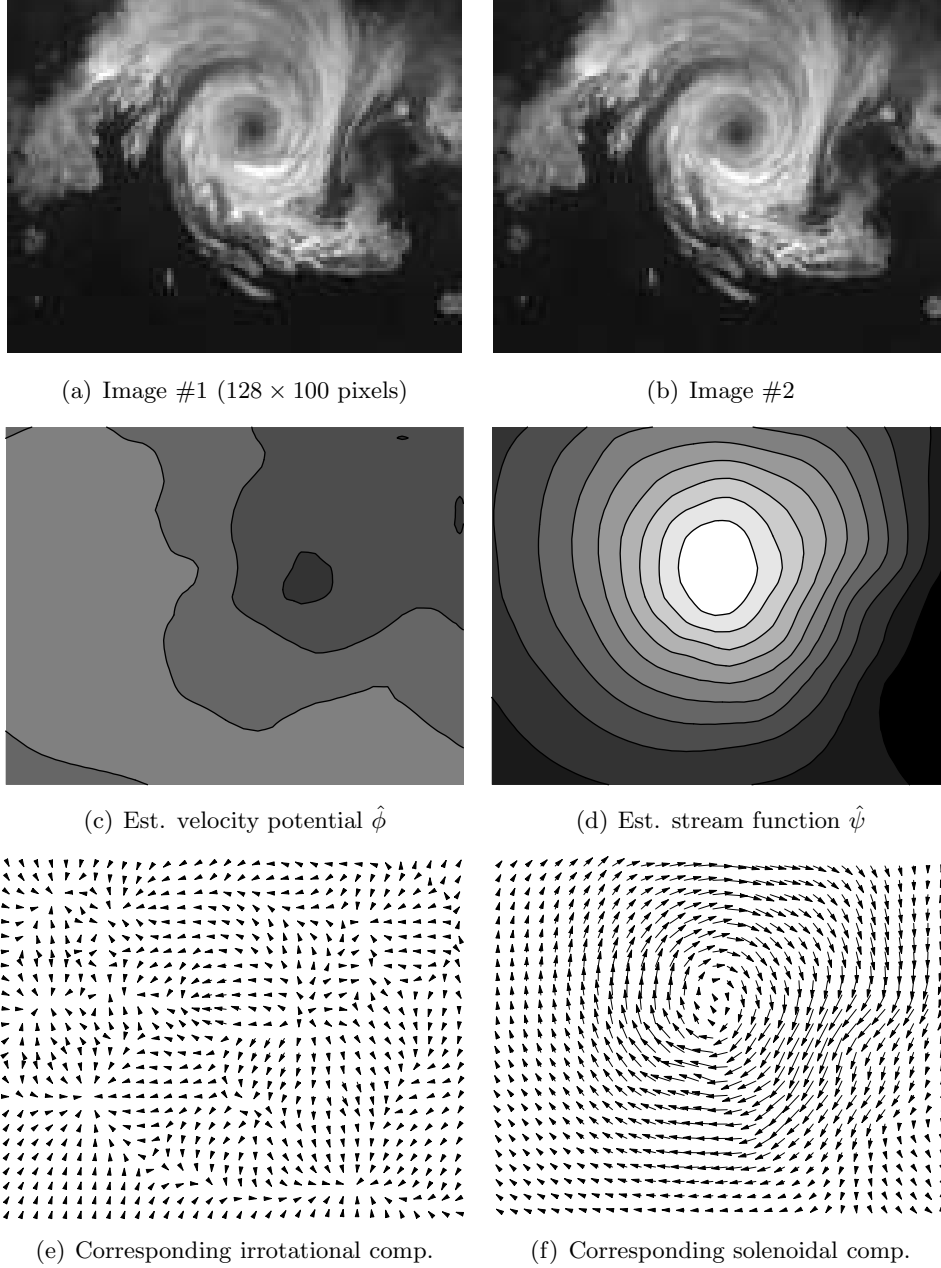 (a) Image #1 (128 × 100 pixels)
(b) Image #2
(c) Est. velocity potential ϕ̂
(d) Est. stream function ψ̂
(e) Corresponding irrotational comp.
(f) Corresponding solenoidal comp.